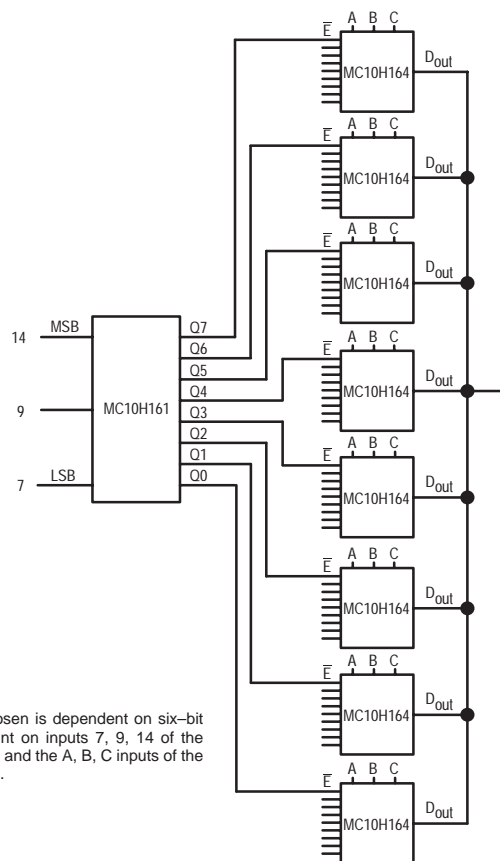 A B C
E
Dout
MC10H164
A B C
E
Dout
MC10H164
A B C
E
Dout
MC10H164
14 MSB
Q7
Q6
Q5
A B C
E
Dout
MC10H164
9
MC10H161
Q4
Q3
Q2
7 LSB
Q1
Q0
A B C
E
Dout
MC10H164
A B C
E
Dout
MC10H164
A B C
E
Dout
MC10H164
osen is dependent on six–bit
nt on inputs 7, 9, 14 of the
and the A, B, C inputs of the
.
A B C
E
Dout
MC10H164